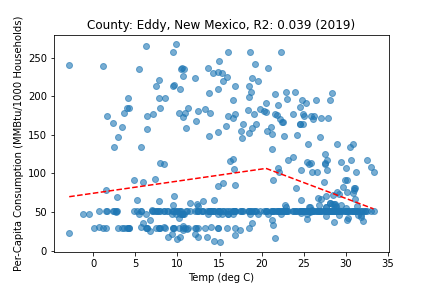 County: Eddy, New Mexico, R2: 0.039 (2019)
Per-Capita Consumption (MMBtu/1000 Households)
250
200
150
100
50
0
0 5 10 15 20 25 30 35
Temp (deg C)